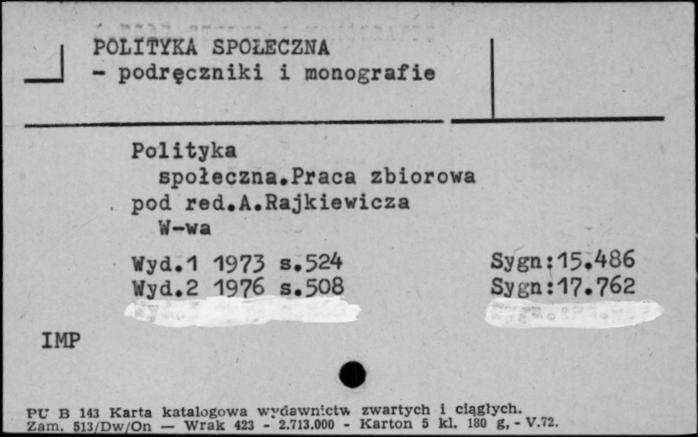 POLITYKA SPOŁECZNA
- podręczniki i monografie
Polityka
społeczna.Praca zbiorowa
pod red.A.Rajkiewicza
W-wa
Wyd.1 1973 s.524 Sygn:15.486
Wyd.2 1976 s.508 Sygn:17.762
IMP
PU B 143 Karta katalogowa wydawnictw zwartych i ciągłych.
Zam. 513/Dw/On — Wrak 423 - 2.713.000 - Karton 5 kl. 180 g, - V.72.